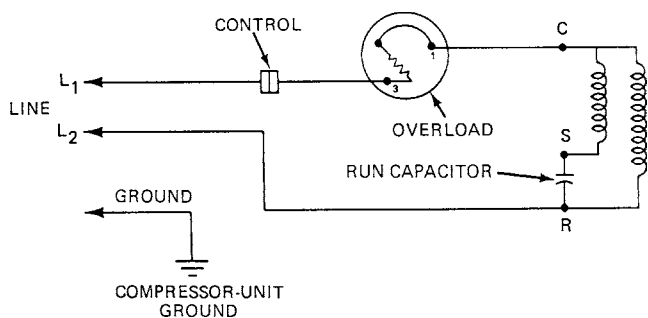 CONTROL
C
L1
1
3
LINE
OVERLOAD
L2
S
RUN CAPACITOR
GROUND
R
COMPRESSOR-UNIT
GROUND